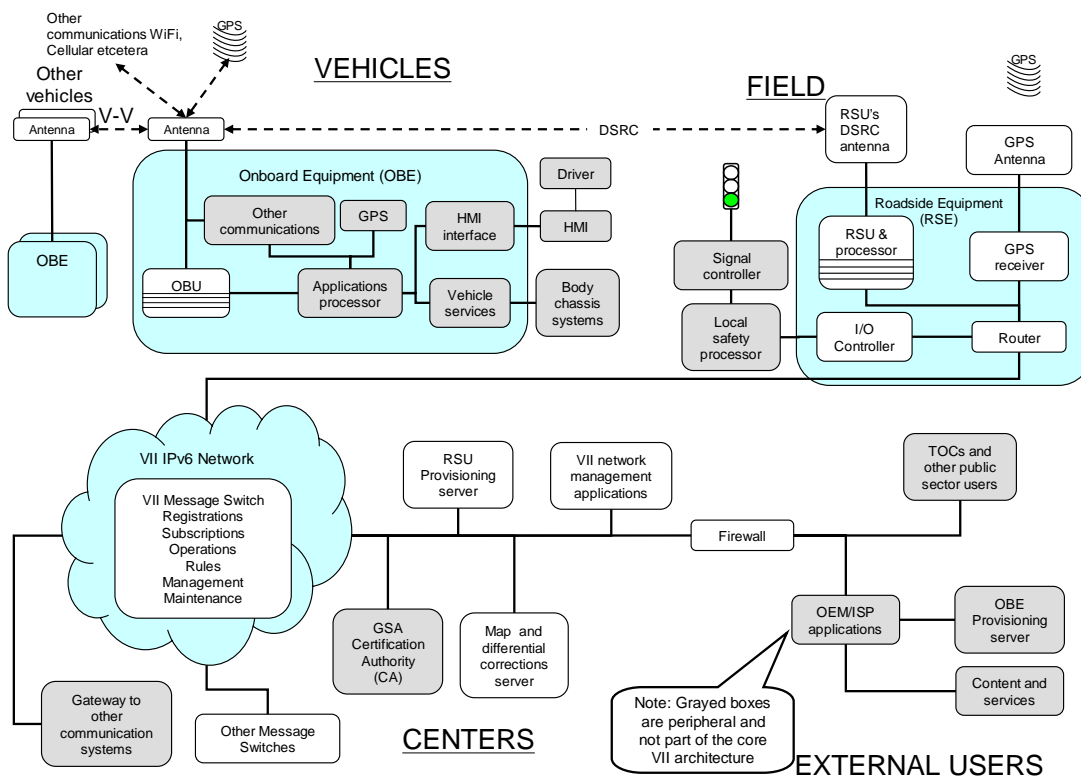 Other
communications WiFi,
Cellular etcetera
GPS
VEHICLES
GPS
FIELD
Other
vehicles
V-V
Antenna
Antenna
DSRC
RSU's
DSRC
antenna
GPS
Antenna
Onboard Equipment (OBE)
Driver
Other
communications
GPS
HMI
interface
HMI
OBE
OBU
Applications
processor
Vehicle
services
Body
chassis
systems
Signal
controller
Local
safety
processor
Roadside Equipment
(RSE)
RSU &
processor
GPS
receiver
I/O
Controller
Router
VII IPv6 Network
VII Message Switch
Registrations
Subscriptions
Operations
Rules
Management
Maintenance
RSU
Provisioning
server
VII network
management
applications
TOCs and
other public
sector users
Firewall
GSA
Certification
Authority
(CA)
Map and
differential
corrections
server
OEM/ISP
applications
OBE
Provisioning
server
Content and
services
Gateway to
other
communication
systems
Other Message
Switches
CENTERS
Note: Grayed boxes
are peripheral and
not part of the core
VII architecture
EXTERNAL USERS